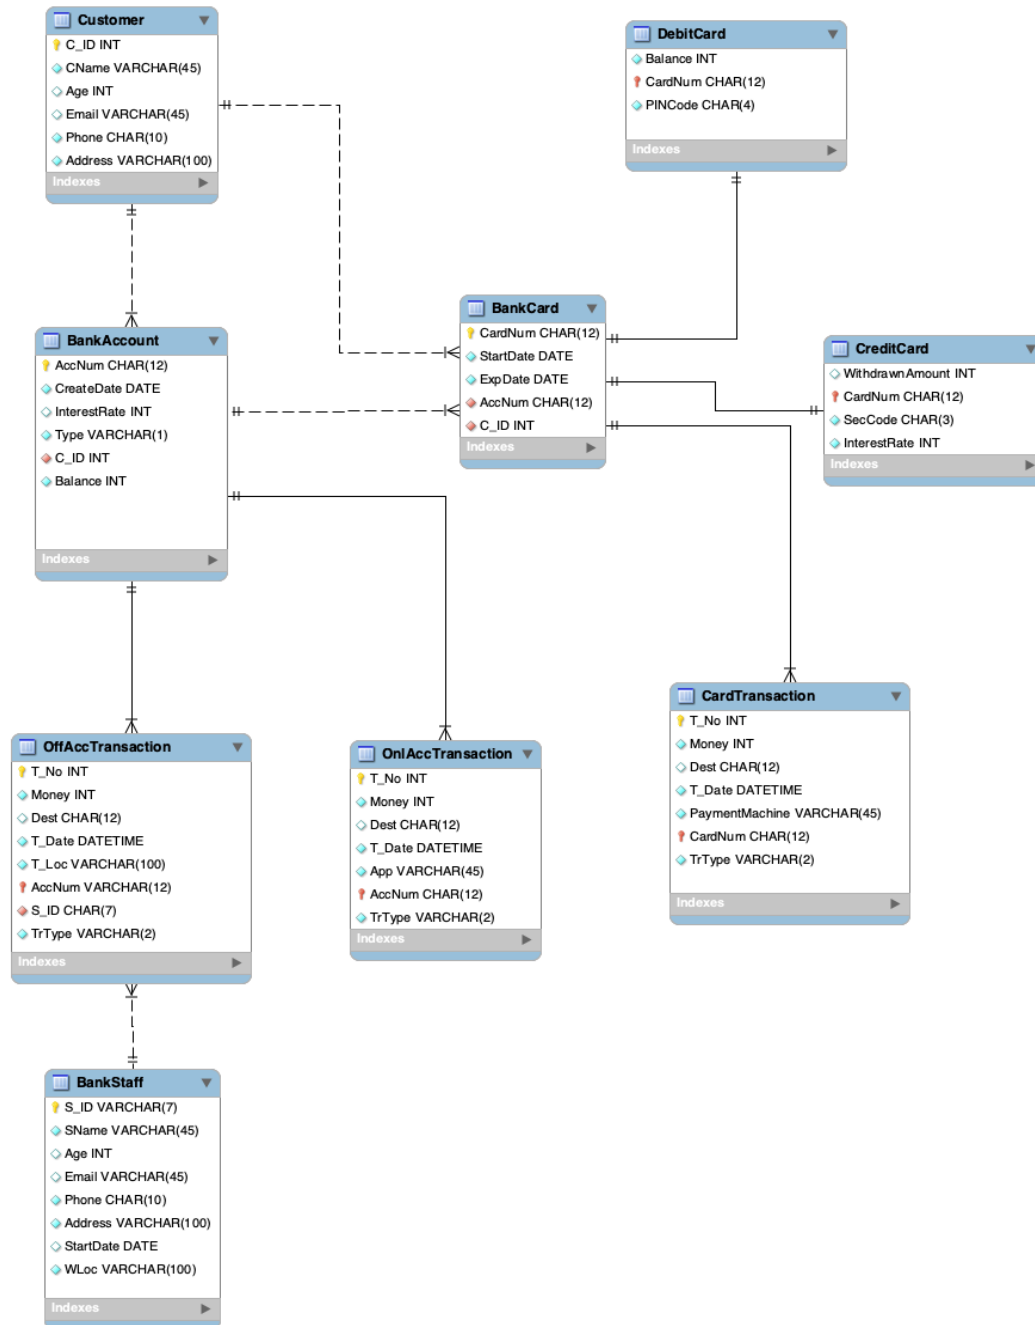 Customer
C_ID INT
CName VARCHAR(45)
Age INT
Email VARCHAR(45)
Phone CHAR(10)
Address VARCHAR(100)
Indexes
DebitCard
Balance INT
CardNum CHAR(12)
PINCode CHAR(4)
Indexes
BankAccount
AccNum CHAR(12)
CreateDate DATE
InterestRate INT
Type VARCHAR(1)
C_ID INT
Balance INT
Indexes
BankCard
CardNum CHAR(12)
StartDate DATE
ExpDate DATE
AccNum CHAR(12)
C_ID INT
Indexes
CreditCard
WithdrawnAmount INT
CardNum CHAR(12)
SecCode CHAR(3)
InterestRate INT
Indexes
OffAccTransaction
T_No INT
Money INT
Dest CHAR(12)
T_Date DATETIME
T_Loc VARCHAR(100)
AccNum VARCHAR(12)
S_ID CHAR(7)
TrType VARCHAR(2)
Indexes
OnlAccTransaction
T_No INT
Money INT
Dest CHAR(12)
T_Date DATETIME
App VARCHAR(45)
AccNum CHAR(12)
TrType VARCHAR(2)
Indexes
CardTransaction
T_No INT
Money INT
Dest CHAR(12)
T_Date DATETIME
PaymentMachine VARCHAR(45)
CardNum CHAR(12)
TrType VARCHAR(2)
Indexes
BankStaff
S_ID VARCHAR(7)
SName VARCHAR(45)
Age INT
Email VARCHAR(45)
Phone CHAR(10)
Address VARCHAR(100)
StartDate DATE
WLoc VARCHAR(100)
Indexes